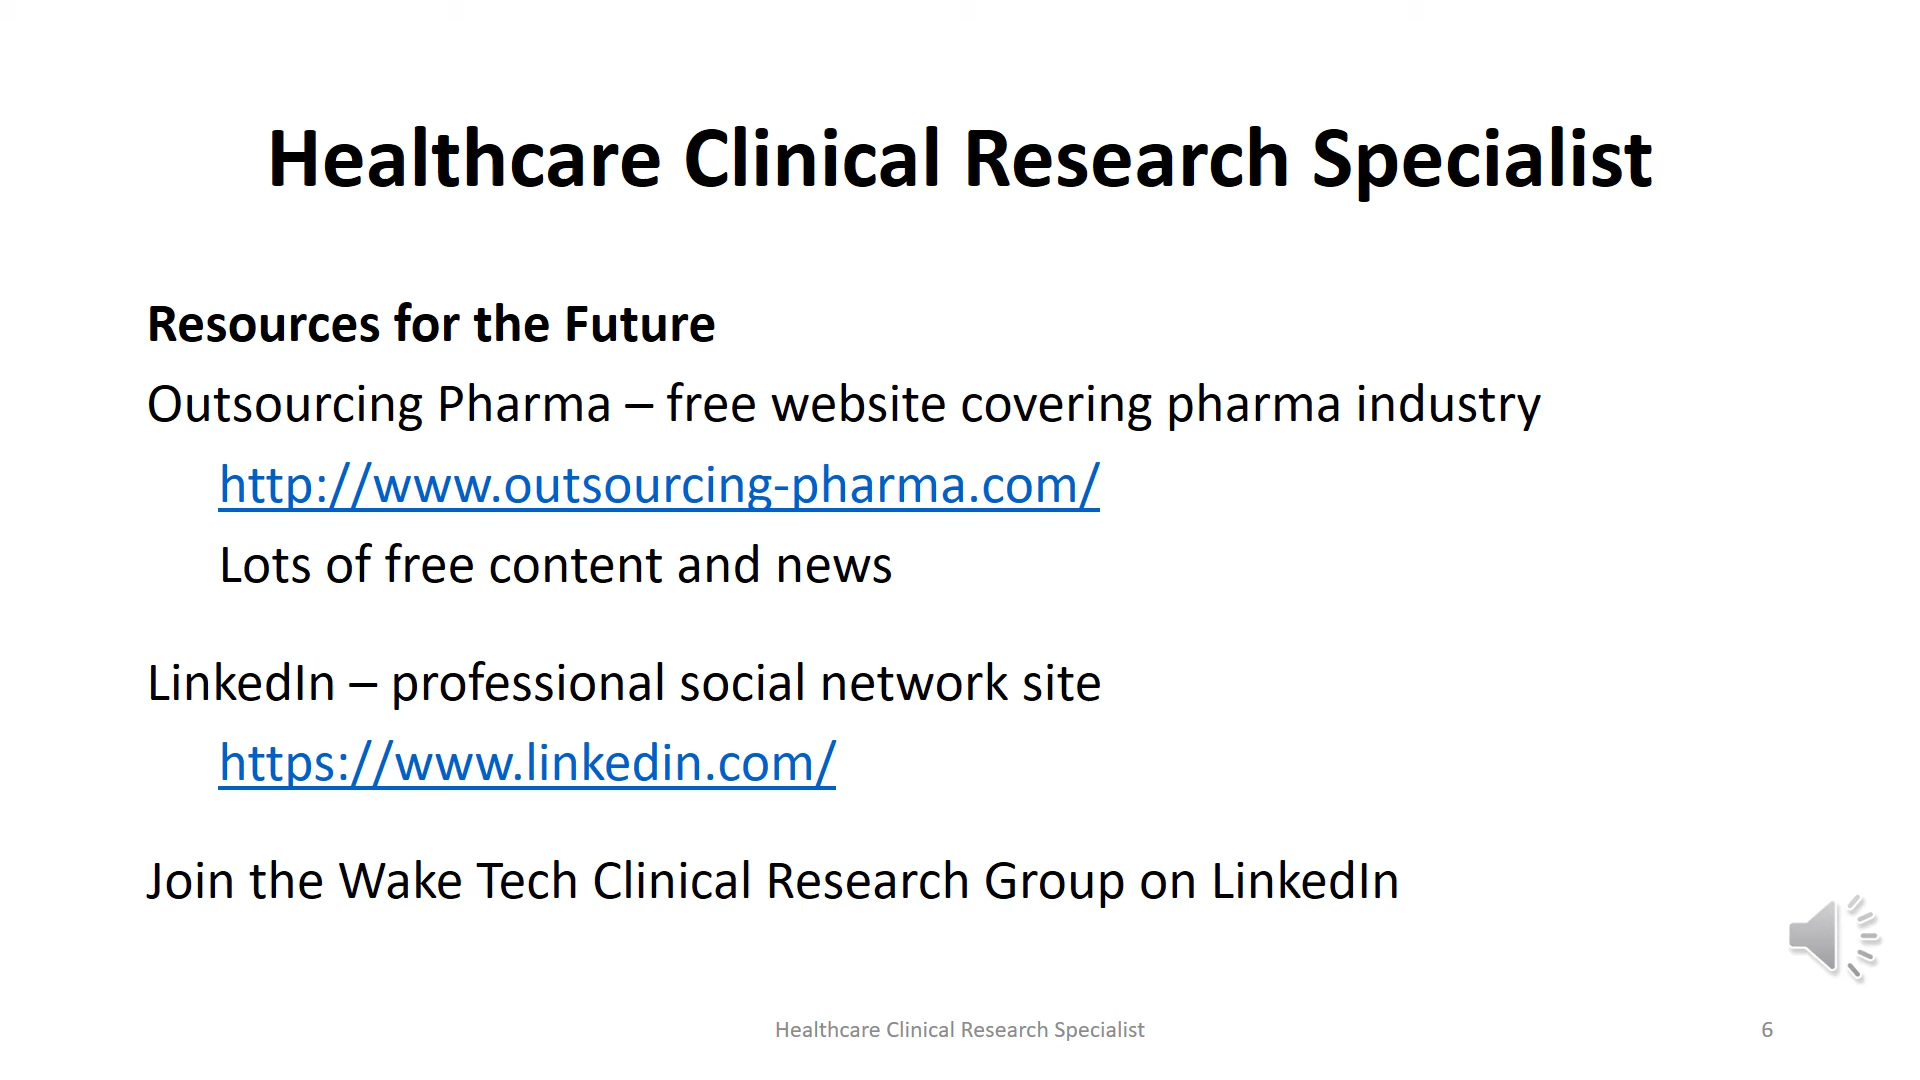 Healthcare Clinical Research Specialist
Resources for the Future
Outsourcing Pharma – free website covering pharma industry
http://www.outsourcing-pharma.com/
Lots of free content and news
LinkedIn – professional social network site
https://www.linkedin.com/
Join the Wake Tech Clinical Research Group on LinkedIn
Healthcare Clinical Research Specialist
6